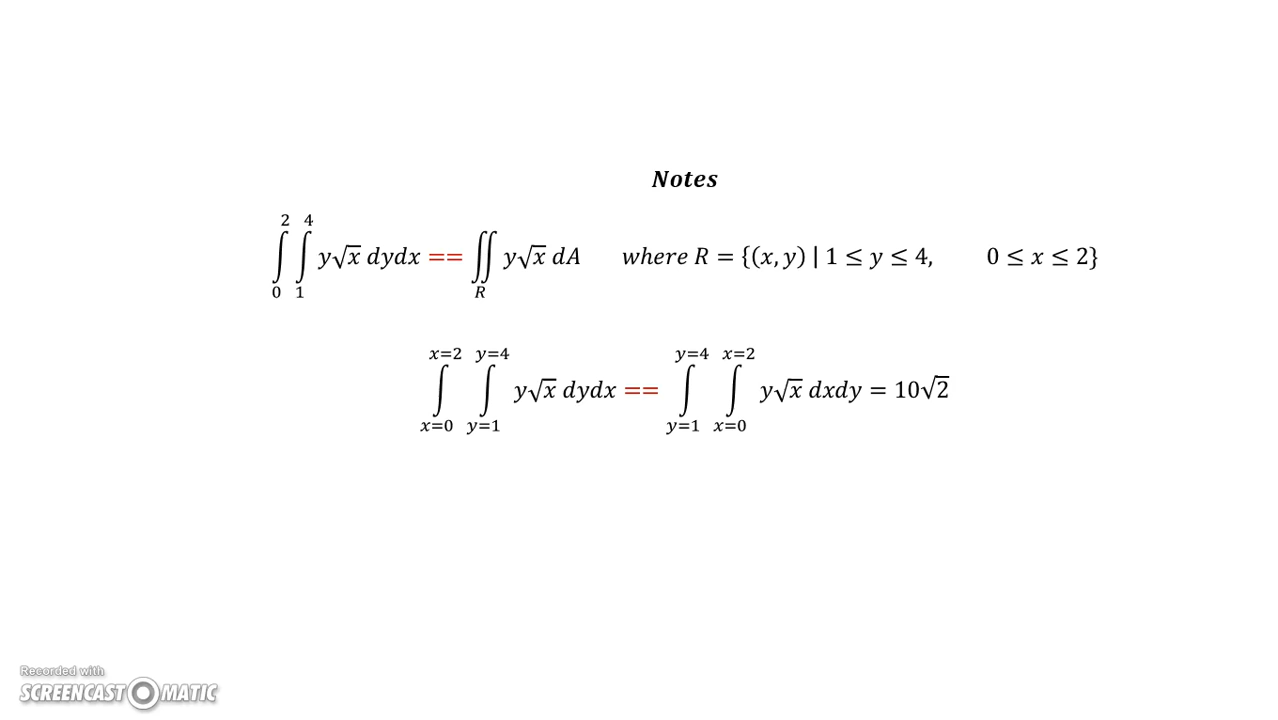 Notes
∫₀² ∫₁⁴ y√x dydx == ∬_R y√x dA where R = {(x, y) | 1 ≤ y ≤ 4, 0 ≤ x ≤ 2}
∫_{x=0}^{x=2} ∫_{y=1}^{y=4} y√x dydx == ∫_{y=1}^{y=4} ∫_{x=0}^{x=2} y√x dxdy = 10√2
Recorded with
SCREENCAST MATIC